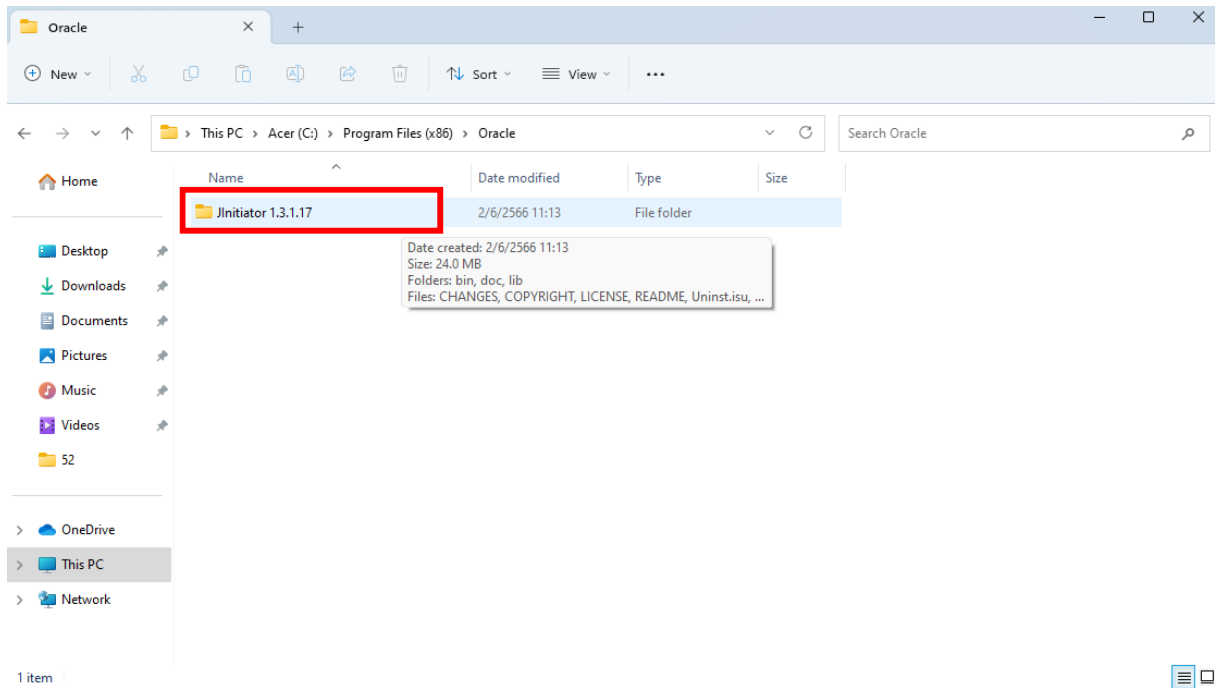 Oracle
New
Sort
View
This PC > Acer (C:) > Program Files (x86) > Oracle
Search Oracle
Name Date modified Type Size
JInitiator 1.3.1.17 2/6/2566 11:13 File folder
Date created: 2/6/2566 11:13
Size: 24.0 MB
Folders: bin, doc, lib
Files: CHANGES, COPYRIGHT, LICENSE, README, Uninst.isu, ...
Home
Desktop
Downloads
Documents
Pictures
Music
Videos
52
OneDrive
This PC
Network
1 item